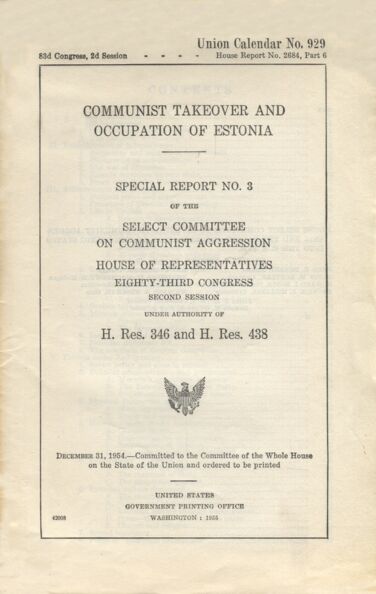 Union Calendar No. 929
83d Congress, 2d Session - - - - House Report No. 2684, Part 6
COMMUNIST TAKEOVER AND
OCCUPATION OF ESTONIA
SPECIAL REPORT NO. 3
OF THE
SELECT COMMITTEE
ON COMMUNIST AGGRESSION
HOUSE OF REPRESENTATIVES
EIGHTY-THIRD CONGRESS
SECOND SESSION
UNDER AUTHORITY OF
H. Res. 346 and H. Res. 438
DECEMBER 31, 1954.—Committed to the Committee of the Whole House
on the State of the Union and ordered to be printed
UNITED STATES
GOVERNMENT PRINTING OFFICE
42008 WASHINGTON : 1955